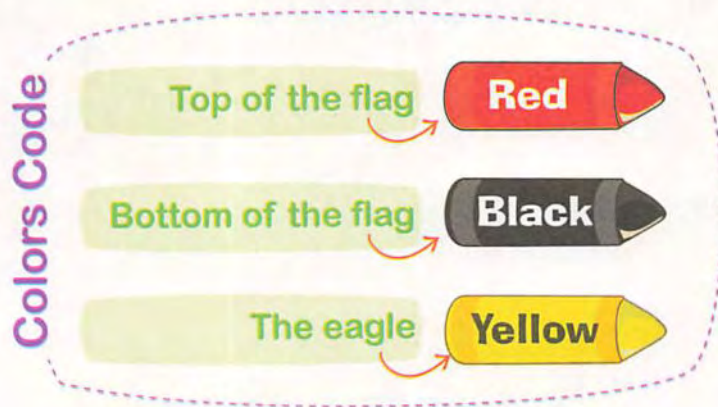 Colors Code
Top of the flag
Red
Bottom of the flag
Black
The eagle
Yellow